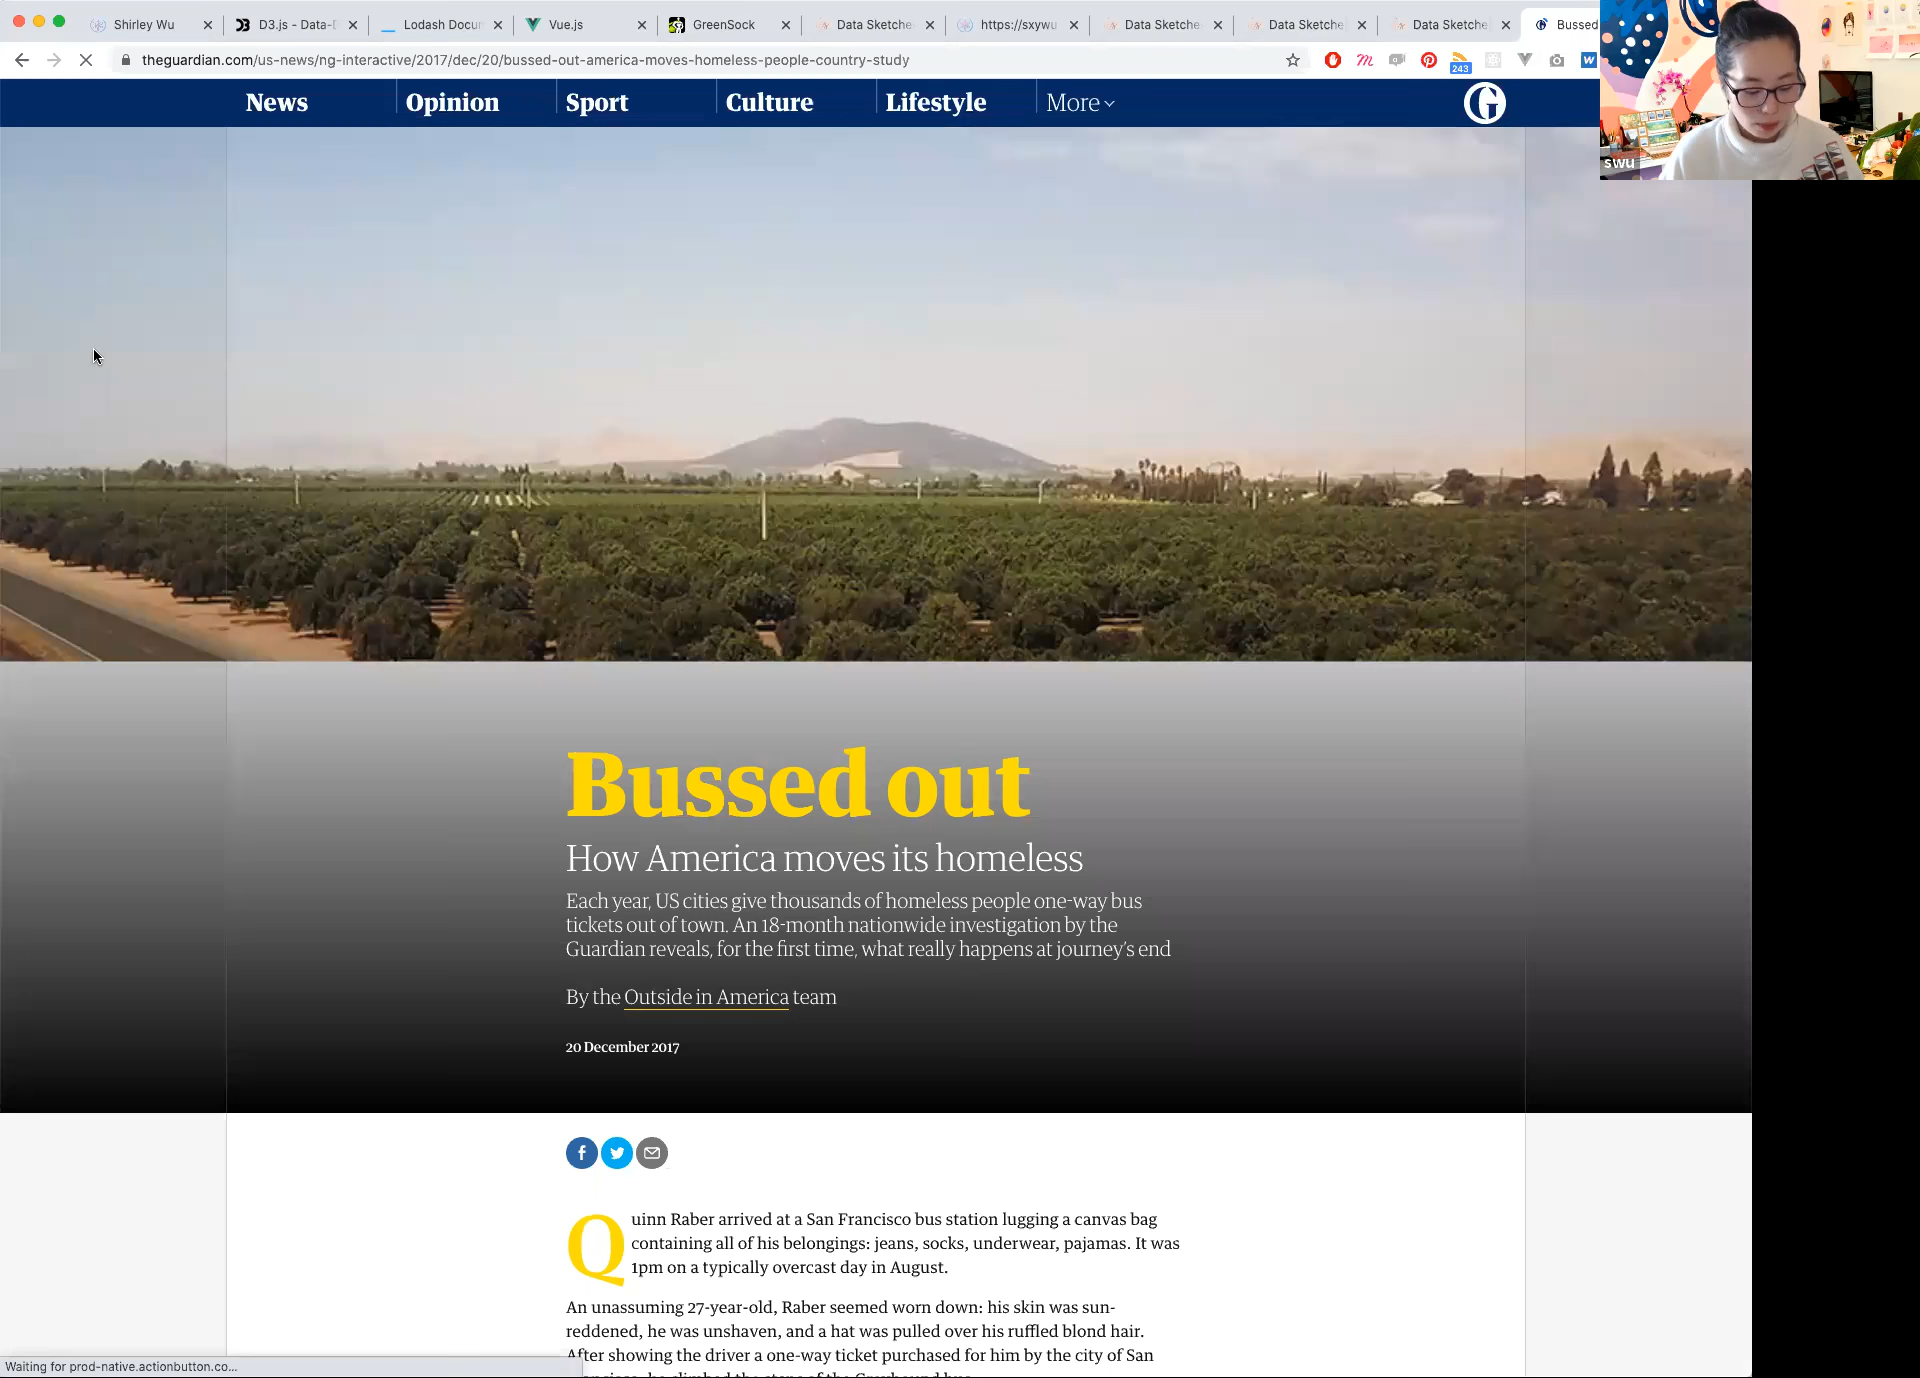 Shirley Wu
D3.js - Data-D
Lodash Docum
Vue.js
GreenSock
Data Sketche
https://sxywu
Data Sketche
Data Sketche
Data Sketche
Bussed
theguardian.com/us-news/ng-interactive/2017/dec/20/bussed-out-america-moves-homeless-people-country-study
243
swu
News
Opinion
Sport
Culture
Lifestyle
More
Bussed out
How America moves its homeless
Each year, US cities give thousands of homeless people one-way bus
tickets out of town. An 18-month nationwide investigation by the
Guardian reveals, for the first time, what really happens at journey's end
By the Outside in America team
20 December 2017
Quinn Raber arrived at a San Francisco bus station lugging a canvas bag
containing all of his belongings: jeans, socks, underwear, pajamas. It was
1pm on a typically overcast day in August.
An unassuming 27-year-old, Raber seemed worn down: his skin was sun-
reddened, he was unshaven, and a hat was pulled over his ruffled blond hair.
After showing the driver a one-way ticket purchased for him by the city of San
Waiting for prod-native.actionbutton.co...